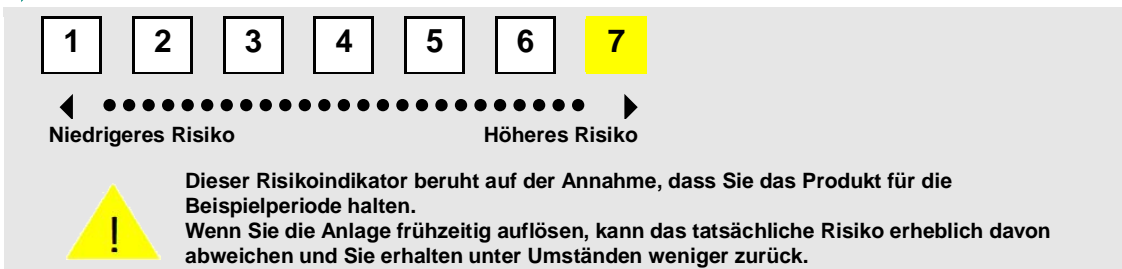 1 2 3 4 5 6 7
Niedrigeres Risiko Höheres Risiko
Dieser Risikoindikator beruht auf der Annahme, dass Sie das Produkt für die
Beispielperiode halten.
Wenn Sie die Anlage frühzeitig auflösen, kann das tatsächliche Risiko erheblich davon
abweichen und Sie erhalten unter Umständen weniger zurück.
!